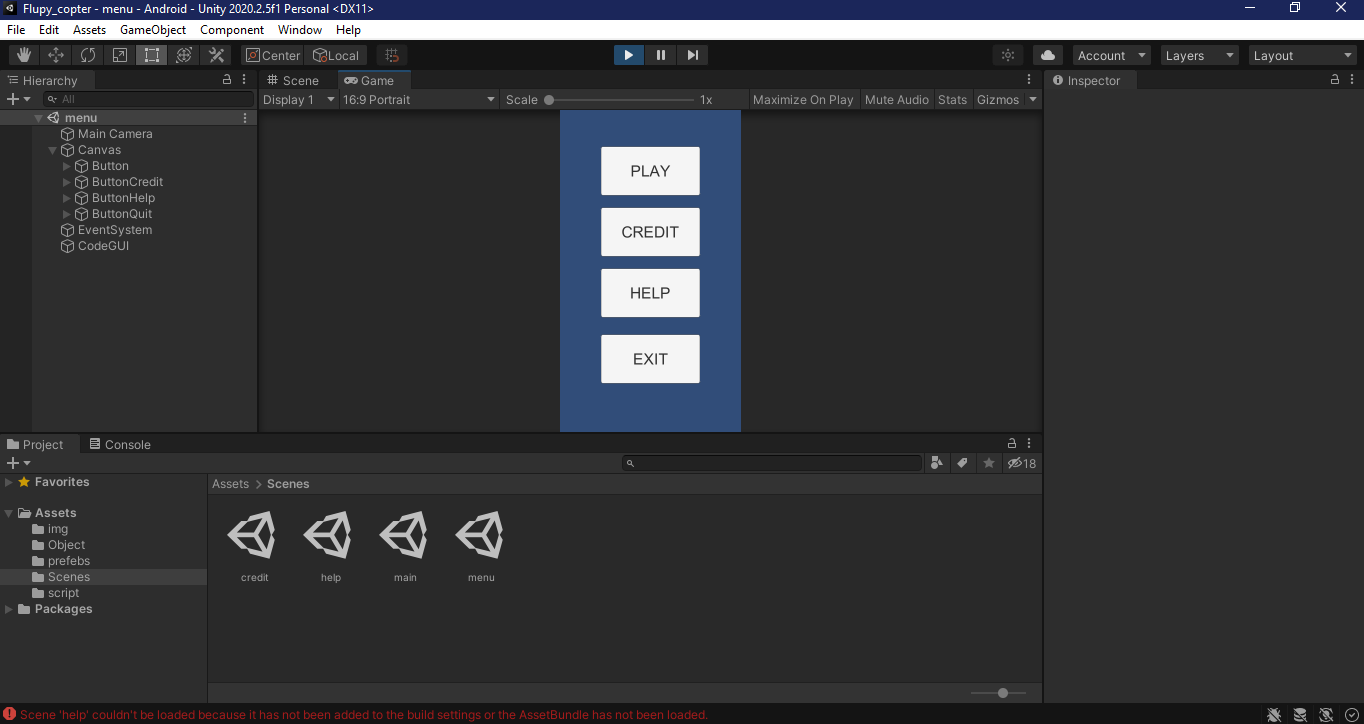 Flupy_copter - menu - Android - Unity 2020.2.5f1 Personal <DX11>
File Edit Assets GameObject Component Window Help
Center Local Account Layers Layout
Hierarchy
All
menu
Main Camera
Canvas
Button
ButtonCredit
ButtonHelp
ButtonQuit
EventSystem
CodeGUI
Scene Game
Display 1 16:9 Portrait Scale 1x Maximize On Play Mute Audio Stats Gizmos
PLAY
CREDIT
HELP
EXIT
Inspector
Project Console
18
Favorites
Assets
img
Object
prefebs
Scenes
script
Packages
Assets > Scenes
credit help main menu
Scene 'help' couldn't be loaded because it has not been added to the build settings or the AssetBundle has not been loaded.